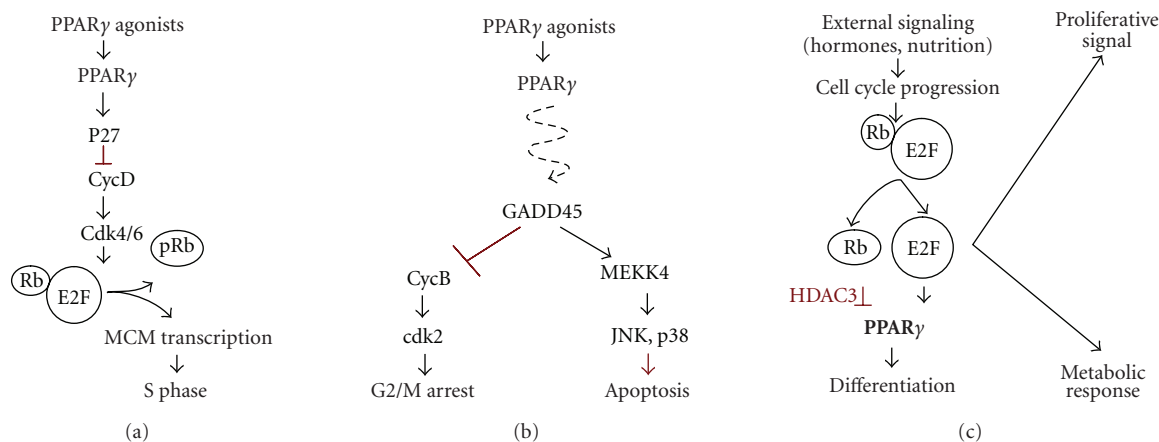 PPARγ agonists
PPARγ
P27
CycD
Cdk4/6
pRb
Rb
E2F
MCM transcription
S phase
(a)
PPARγ agonists
PPARγ
GADD45
CycB
cdk2
G2/M arrest
MEKK4
JNK, p38
Apoptosis
(b)
External signaling
(hormones, nutrition)
Cell cycle progression
Rb
E2F
Rb
E2F
HDAC3
PPARγ
Differentiation
Proliferative
signal
Metabolic
response
(c)